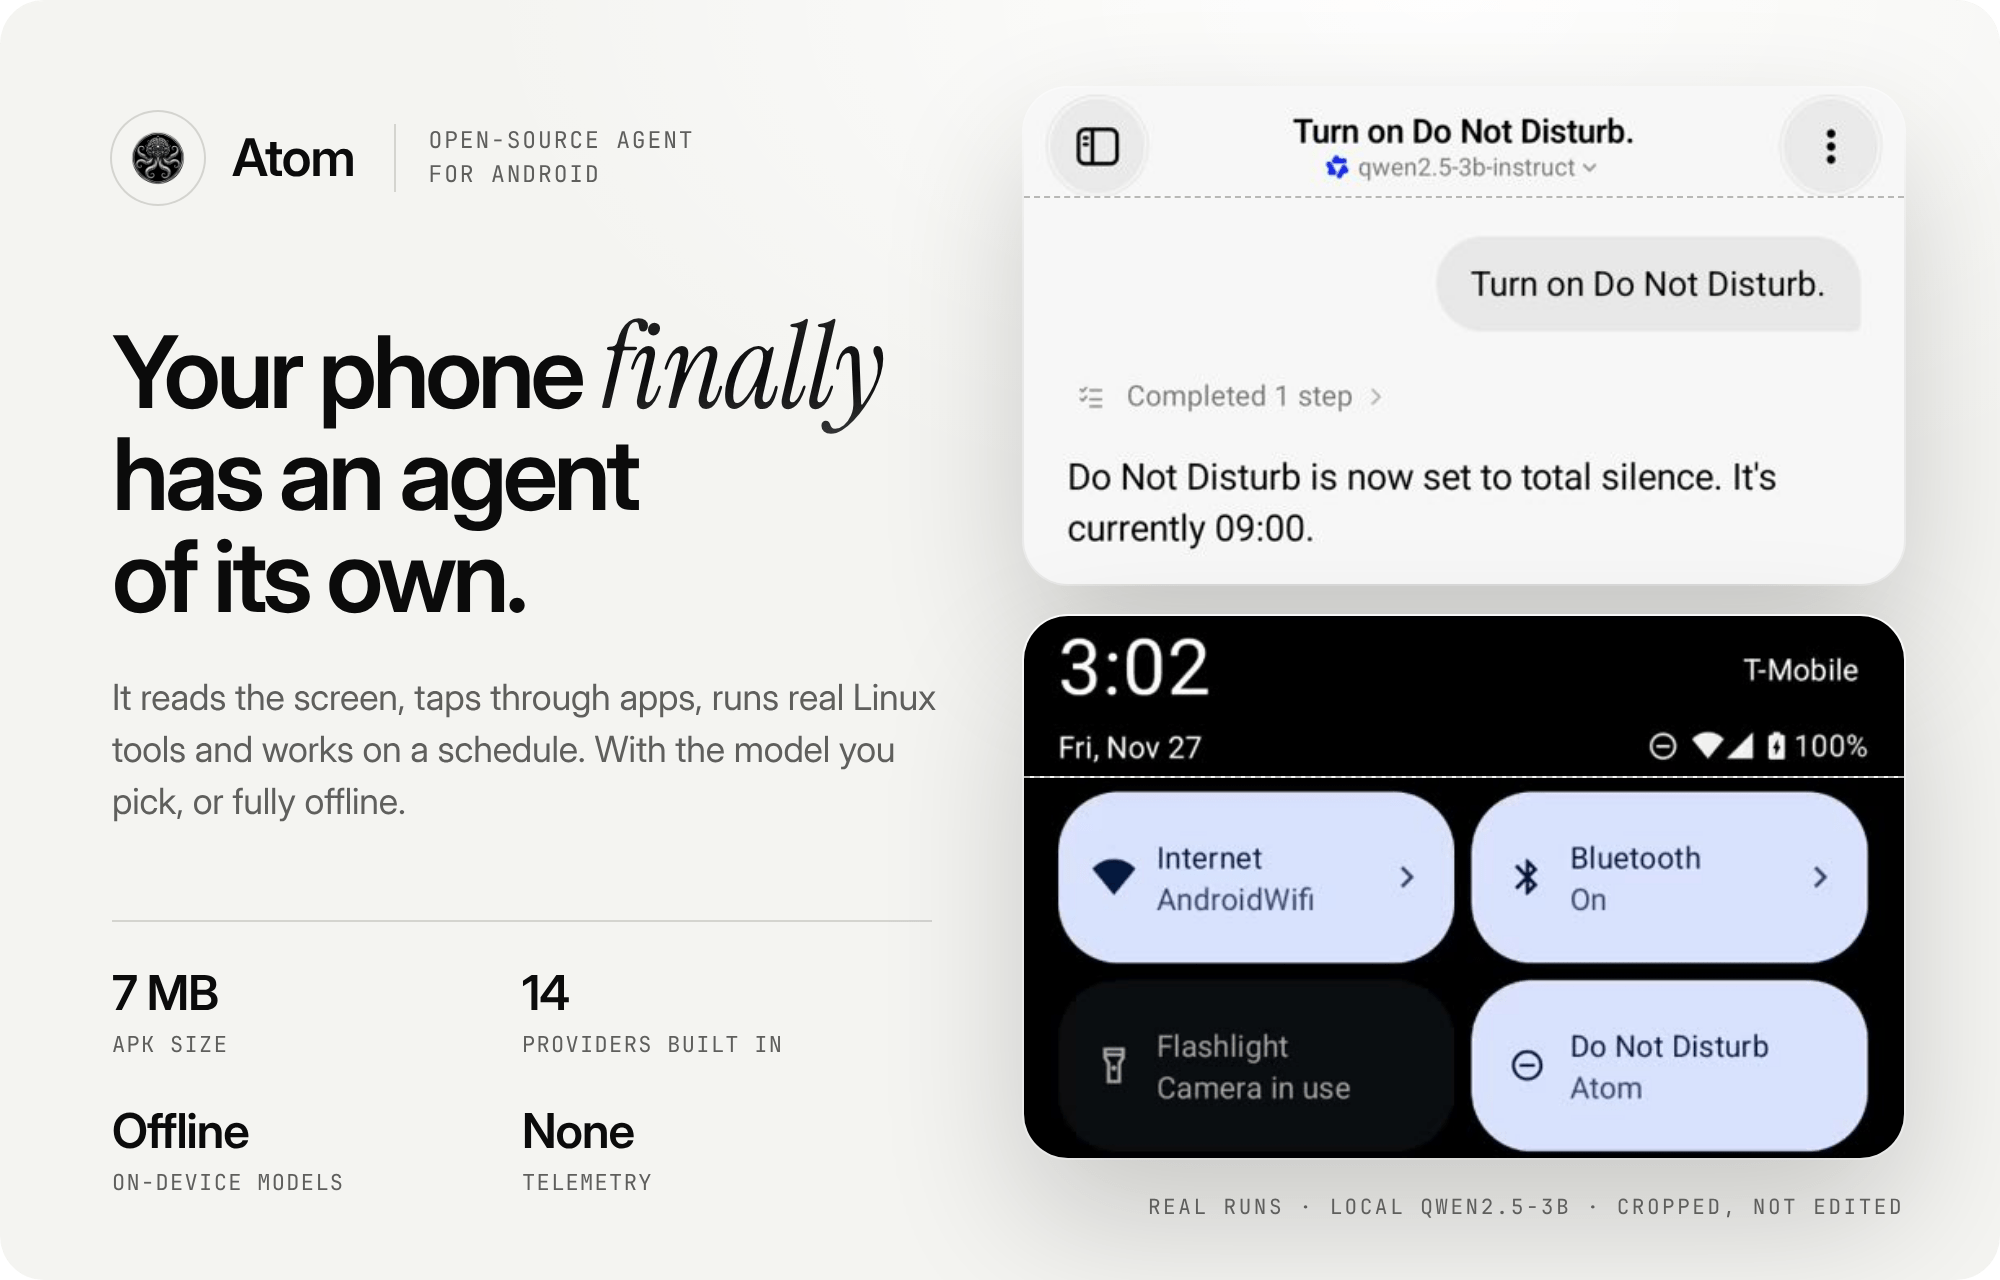 Atom
OPEN-SOURCE AGENT
FOR ANDROID
Your phone finally
has an agent
of its own.
It reads the screen, taps through apps, runs real Linux
tools and works on a schedule. With the model you
pick, or fully offline.
7 MB
APK SIZE
14
PROVIDERS BUILT IN
Offline
ON-DEVICE MODELS
None
TELEMETRY
Turn on Do Not Disturb.
qwen2.5-3b-instruct
Turn on Do Not Disturb.
Completed 1 step
Do Not Disturb is now set to total silence. It's
currently 09:00.
3:02
T-Mobile
Fri, Nov 27
100%
Internet
AndroidWifi
Bluetooth
On
Flashlight
Camera in use
Do Not Disturb
Atom
REAL RUNS · LOCAL QWEN2.5-3B · CROPPED, NOT EDITED